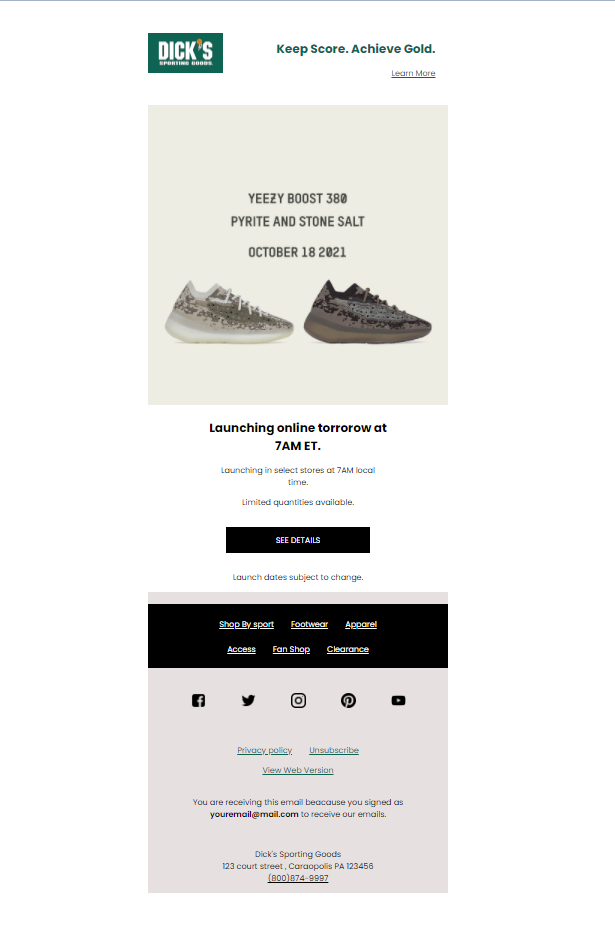 DICK'S
SPORTING GOODS.
Keep Score. Achieve Gold.
Learn More
YEEZY BOOST 380
PYRITE AND STONE SALT
OCTOBER 18 2021
Launching online torrorow at
7AM ET.
Launching in select stores at 7AM local
time.
Limited quantities available.
SEE DETAILS
Launch dates subject to change.
Shop By sport Footwear Apparel
Access Fan Shop Clearance
Privacy policy Unsubscribe
View Web Version
You are receiving this email beacause you signed as
youremail@mail.com to receive our emails.
Dick's Sporting Goods
123 court street , Caraopolis PA 123456
(800)874-9997